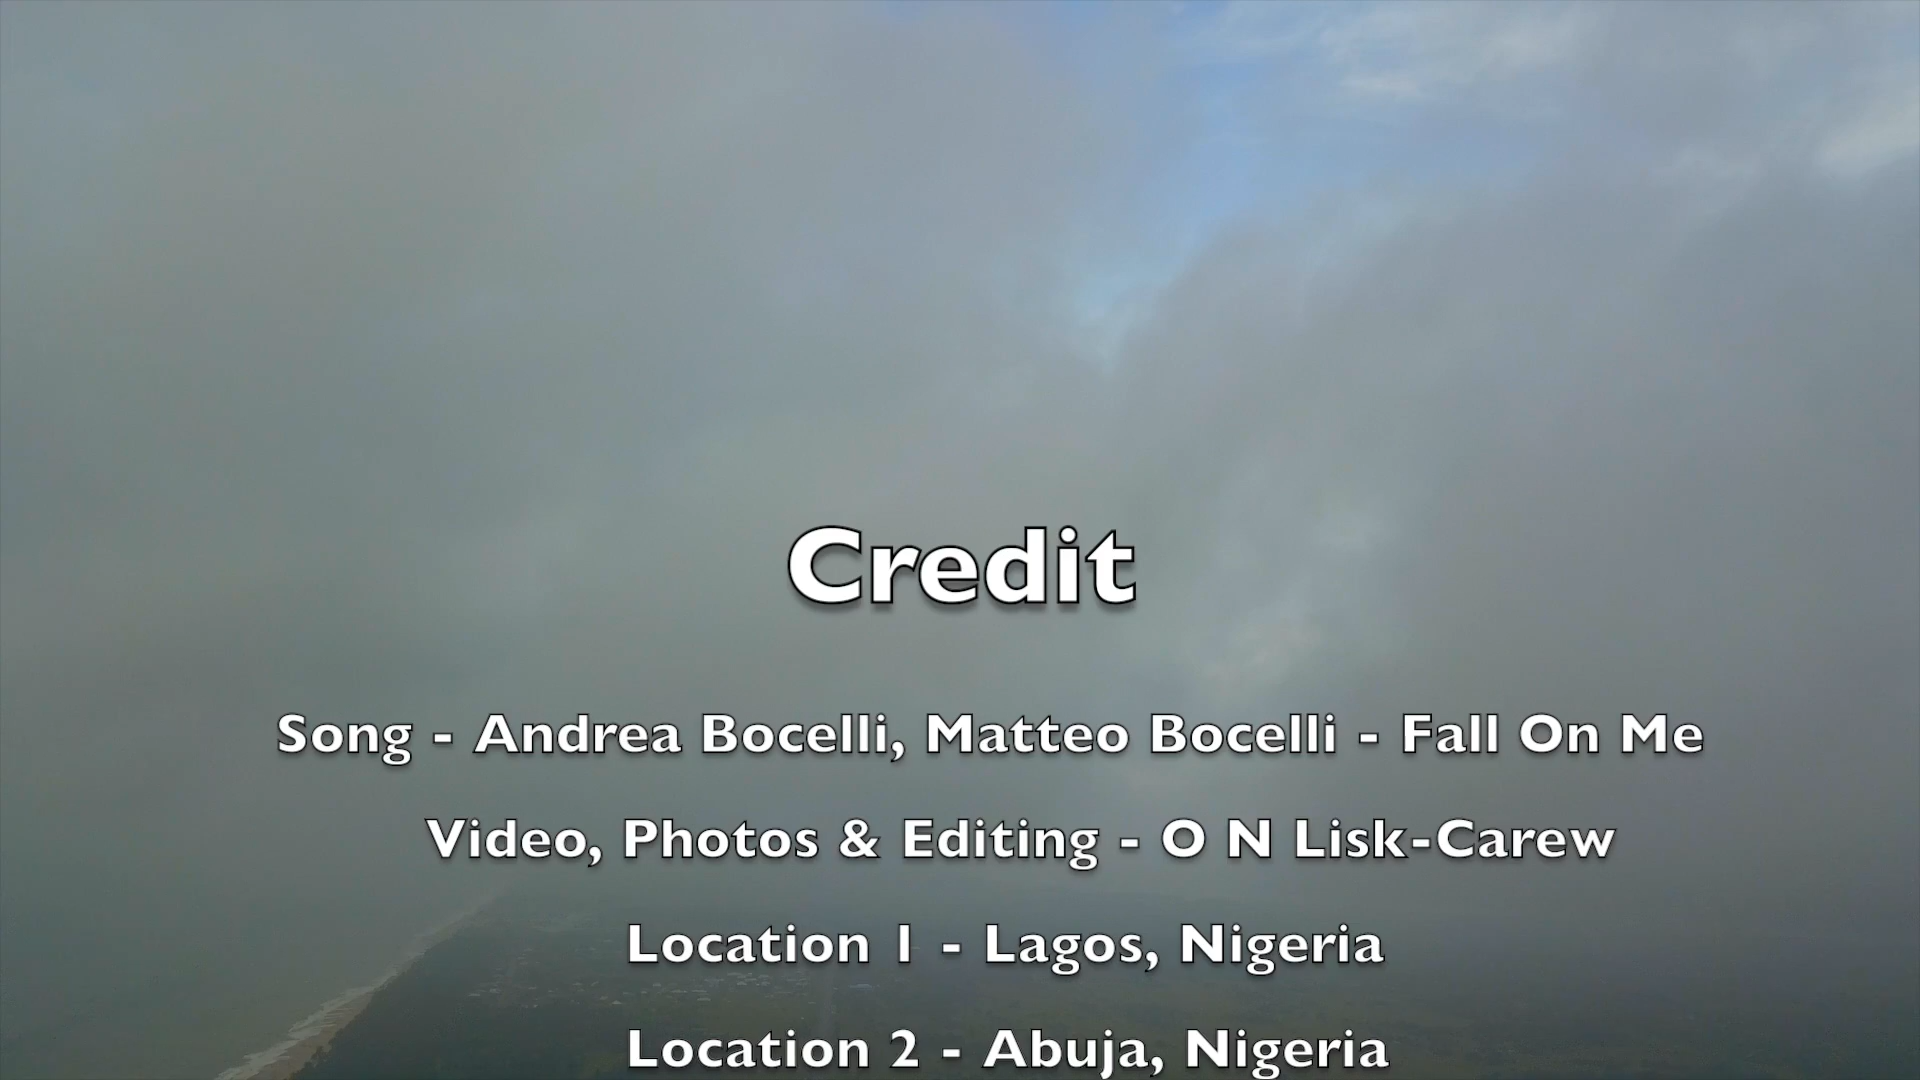 Credit
Song - Andrea Bocelli, Matteo Bocelli - Fall On Me
Video, Photos & Editing - O N Lisk-Carew
Location 1 - Lagos, Nigeria
Location 2 - Abuja, Nigeria